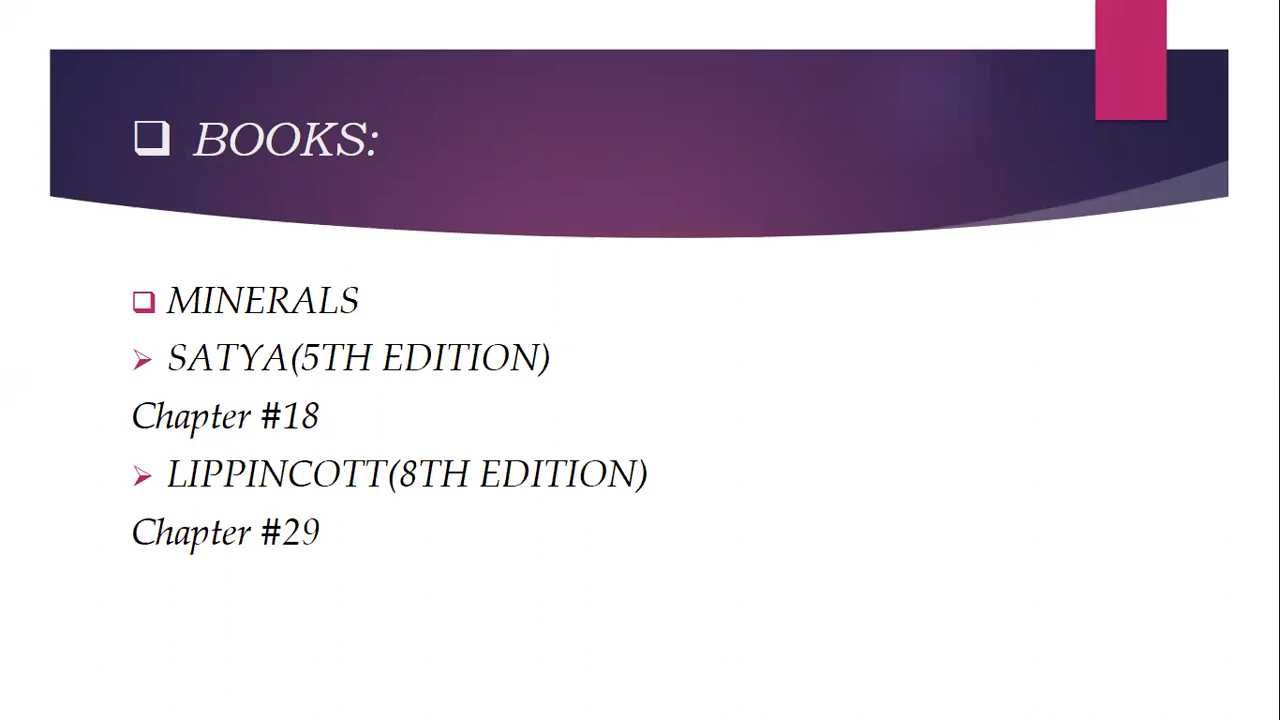 BOOKS:
MINERALS
SATYA(5TH EDITION)
Chapter #18
LIPPINCOTT(8TH EDITION)
Chapter #29